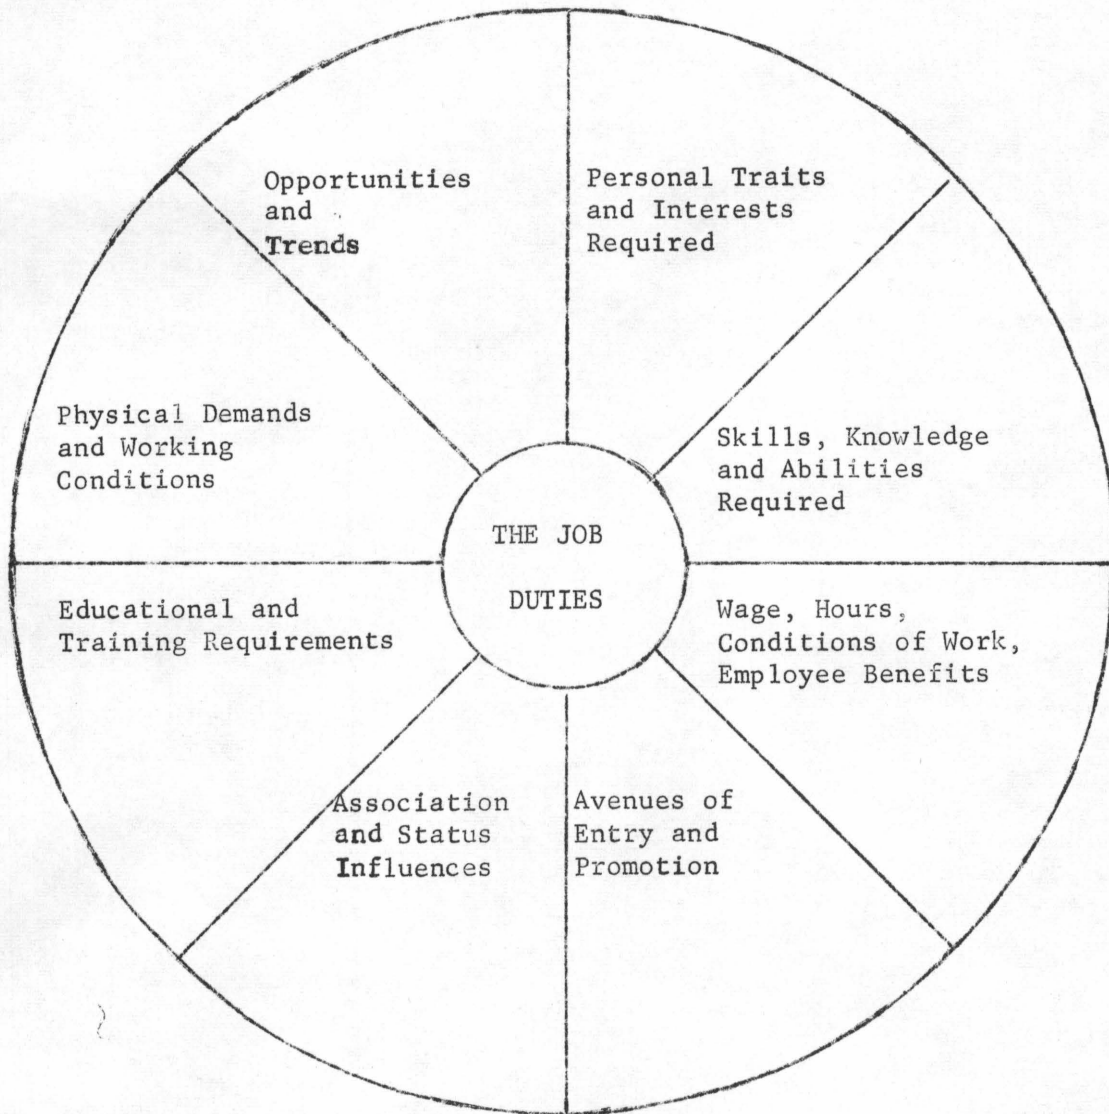 Opportunities
and
Trends
Personal Traits
and Interests
Required
Physical Demands
and Working
Conditions
Skills, Knowledge
and Abilities
Required
THE JOB
DUTIES
Educational and
Training Requirements
Wage, Hours,
Conditions of Work,
Employee Benefits
Association
and Status
Influences
Avenues of
Entry and
Promotion